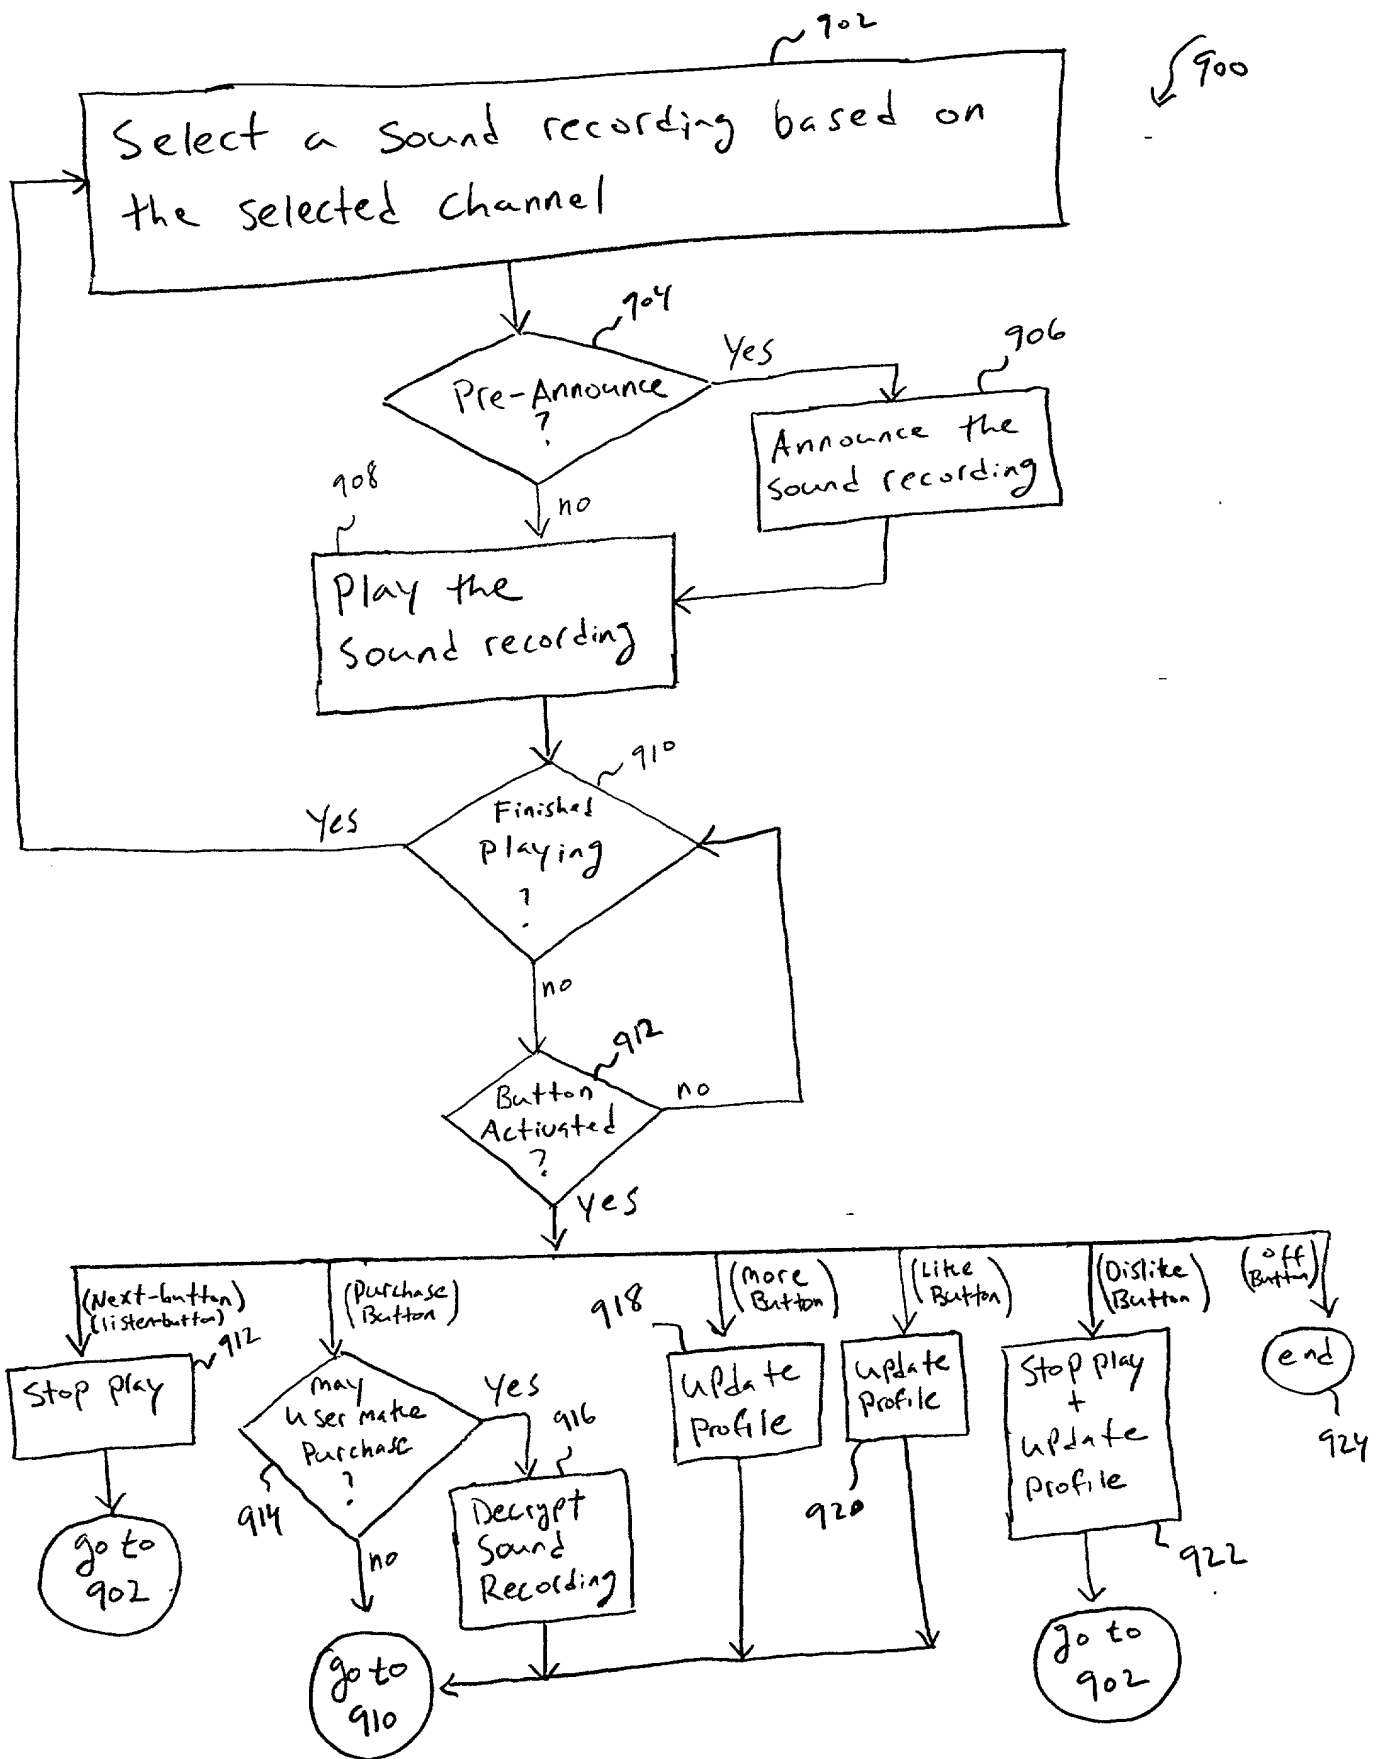 902
900
Select a sound recording based on
the selected channel
904
Pre-Announce
?
Yes
906
Announce the
sound recording
no
908
Play the
sound recording
910
Finished
Playing
?
Yes
no
912
Button
Activated
?
no
Yes
(Next-button)
(listen-button)
912
Stop play
go to
902
(Purchase
Button)
may
user make
Purchase
?
914
Yes
916
Decrypt
Sound
Recording
no
go to
910
(more
Button)
918
update
Profile
(Like
Button)
update
Profile
920
(Dislike
Button)
Stop play
+
update
Profile
922
go to
902
(off
Button)
end
924